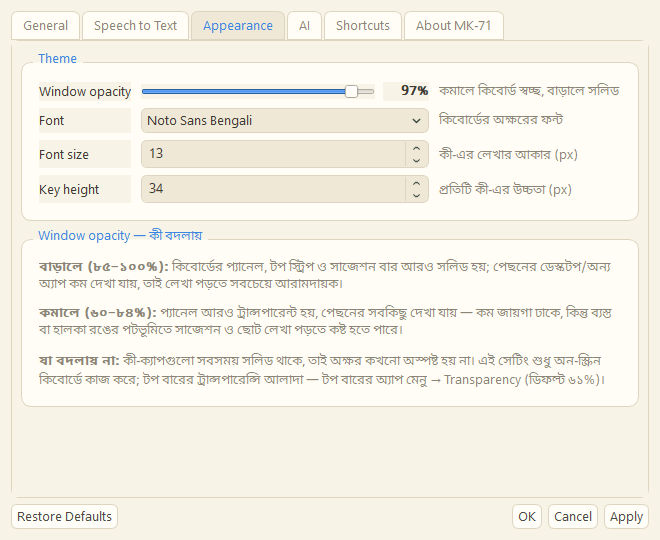 General
Speech to Text
Appearance
AI
Shortcuts
About MK-71
Theme
Window opacity 97% কমালে কিবোর্ড স্বচ্ছ, বাড়ালে সলিড
Font Noto Sans Bengali কিবোর্ডের অক্ষরের ফন্ট
Font size 13 কী-এর লেখার আকার (px)
Key height 34 প্রতিটি কী-এর উচ্চতা (px)
Window opacity — কী বদলায়
বাড়ালে (৮৫–১০০%): কিবোর্ডের প্যানেল, টপ স্ট্রিপ ও সাজেশন বার আরও সলিড হয়; পেছনের ডেস্কটপ/অন্য
অ্যাপ কম দেখা যায়, তাই লেখা পড়তে সবচেয়ে আরামদায়ক।
কমালে (৬০–৮৪%): প্যানেল আরও ট্রান্সপারেন্ট হয়, পেছনের সবকিছু দেখা যায় — কম জায়গা ঢাকে, কিন্তু ব্যস্ত
বা হালকা রঙের পটভূমিতে সাজেশন ও ছোট লেখা পড়তে কষ্ট হতে পারে।
যা বদলায় না: কী-ক্যাপগুলো সবসময় সলিড থাকে, তাই অক্ষর কখনো অস্পষ্ট হয় না। এই সেটিং শুধু অন-স্ক্রিন
কিবোর্ডে কাজ করে; টপ বারের ট্রান্সপারেন্সি আলাদা — টপ বারের অ্যাপ মেনু → Transparency (ডিফল্ট ৬১%)।
Restore Defaults
OK
Cancel
Apply